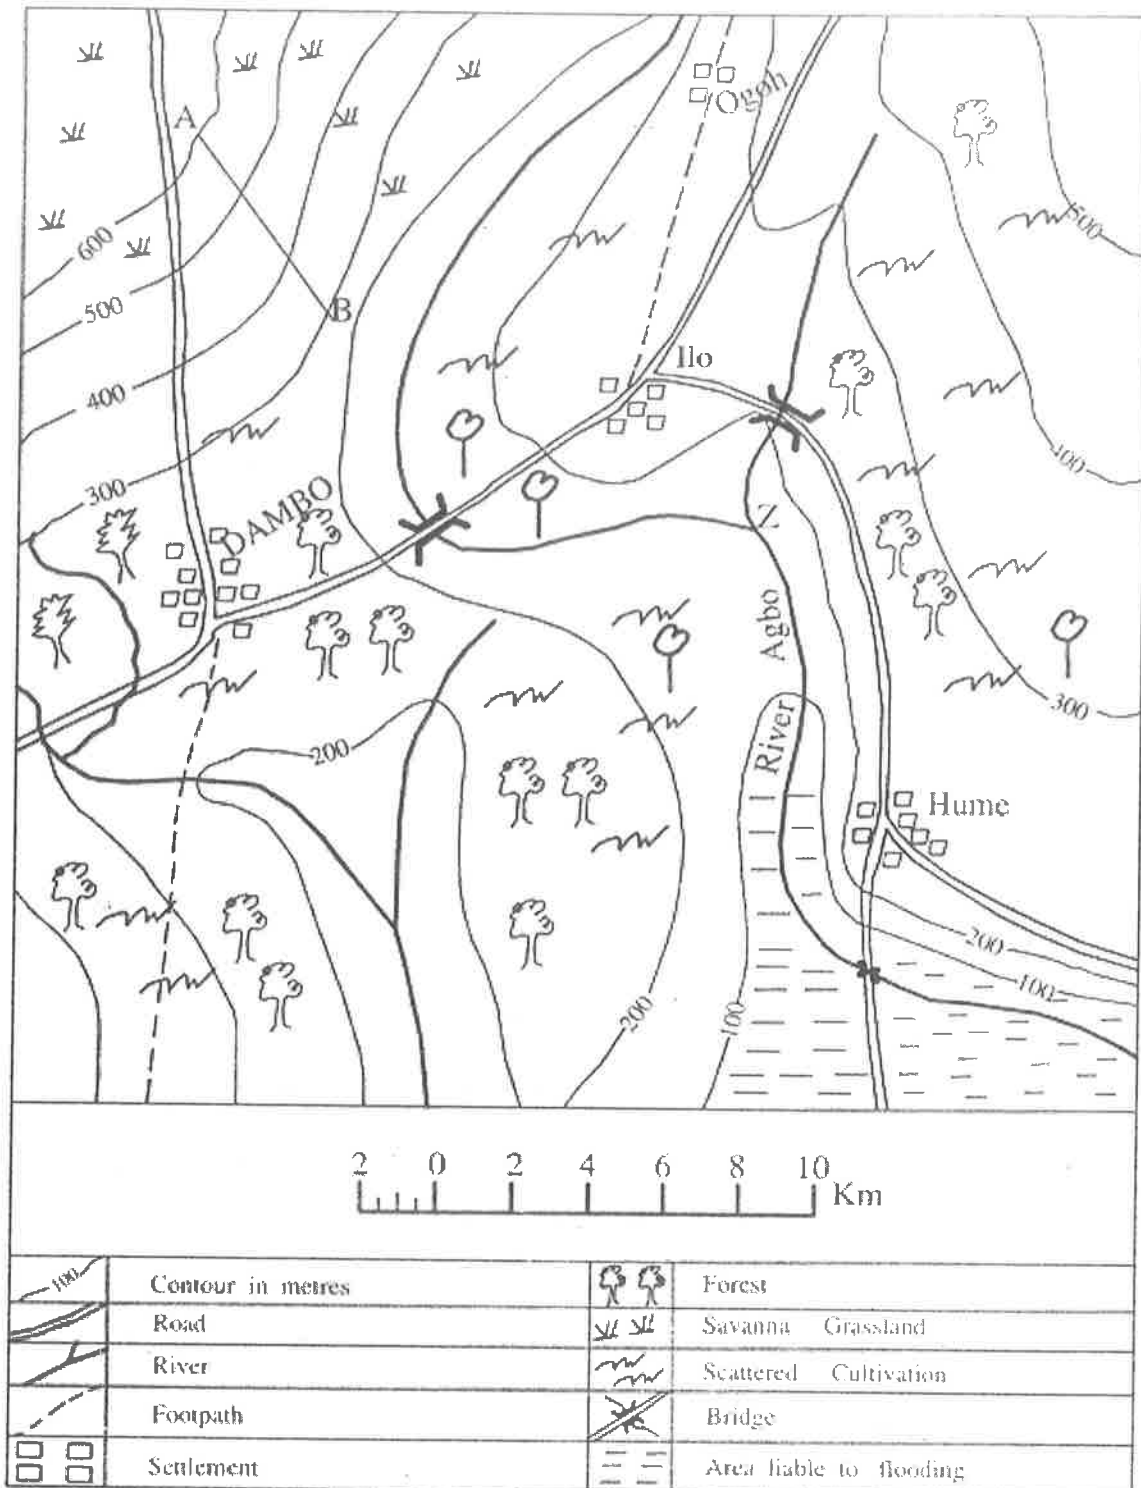 A
Ogoh
600
500
B
500
Ilo
400
400
300
DAMBO
Z
Agbo
300
River
200
Hume
200
200
100
100
2 0 2 4 6 8 10 Km
100 Contour in metres
Forest
Road
Savanna Grassland
River
Scattered Cultivation
Footpath
Bridge
Settlement
Area liable to flooding